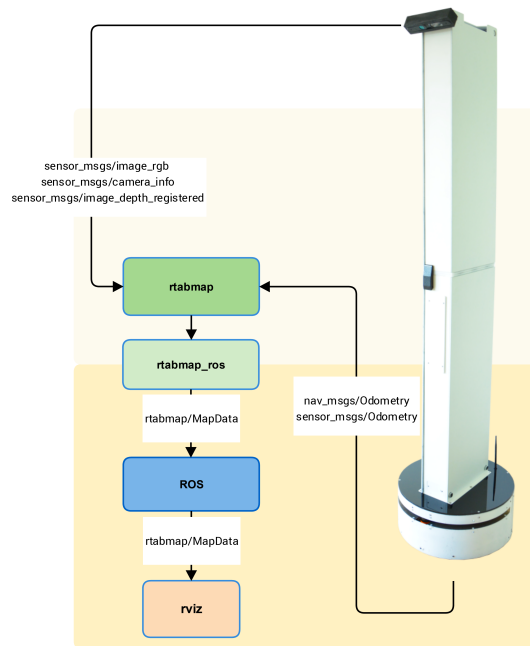 sensor_msgs/image_rgb
sensor_msgs/camera_info
sensor_msgs/image_depth_registered
rtabmap
rtabmap_ros
nav_msgs/Odometry
sensor_msgs/Odometry
rtabmap/MapData
ROS
rtabmap/MapData
rviz